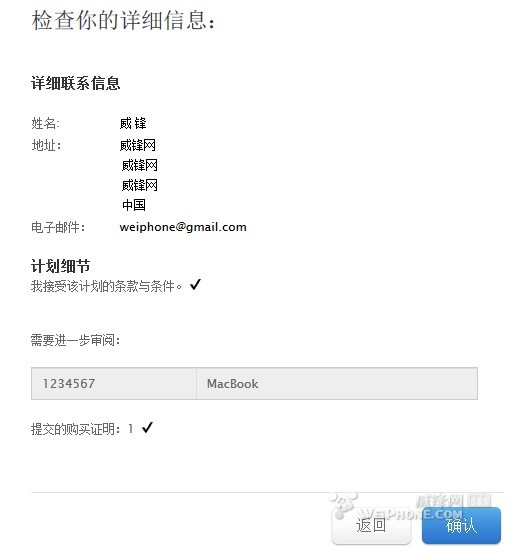 检查你的详细信息：
详细联系信息
姓名: 威 锋
地址： 威锋网
威锋网
威锋网
中国
电子邮件： weiphone@gmail.com
计划细节
我接受该计划的条款与条件。✔
需要进一步审阅：
1234567 MacBook
提交的购买证明：1 ✔
威锋网
WEIPHONE.COM
返回 确认